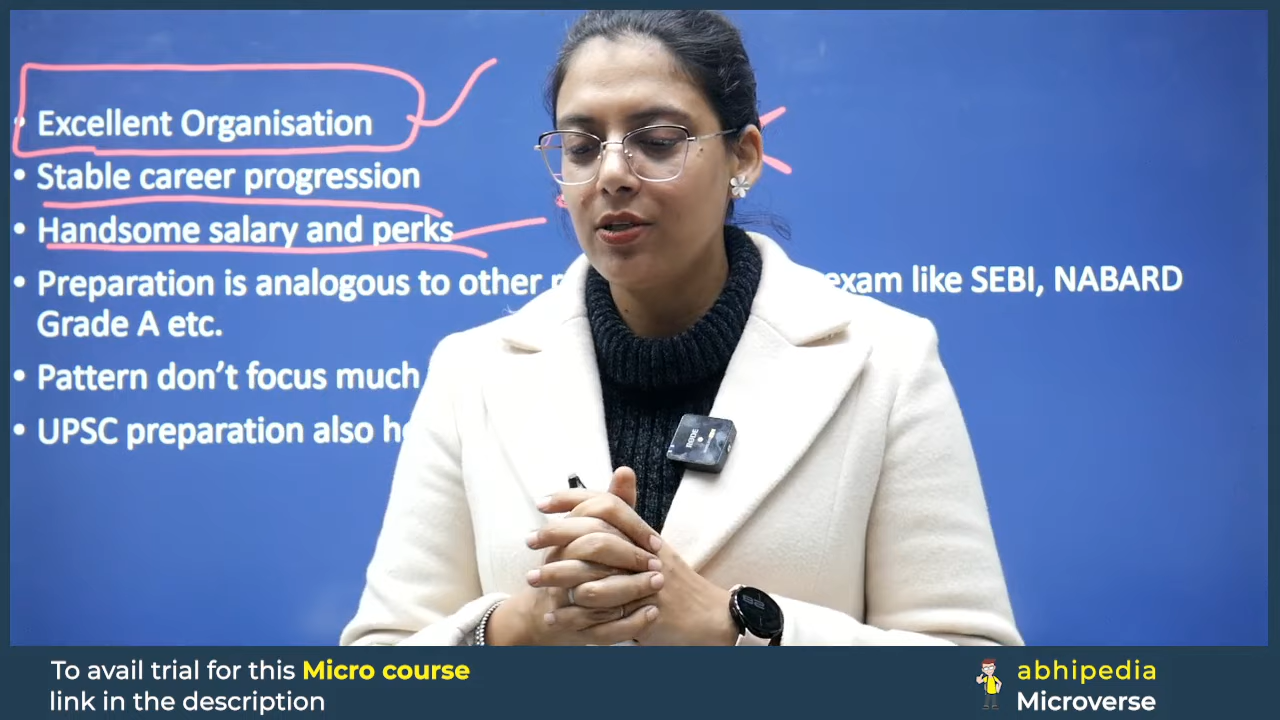 • Excellent Organisation
• Stable career progression
• Handsome salary and perks
• Preparation is analogous to other exam like SEBI, NABARD
Grade A etc.
• Pattern don't focus much
• UPSC preparation also
RODE
To avail trial for this Micro course
link in the description
abhipedia
Microverse